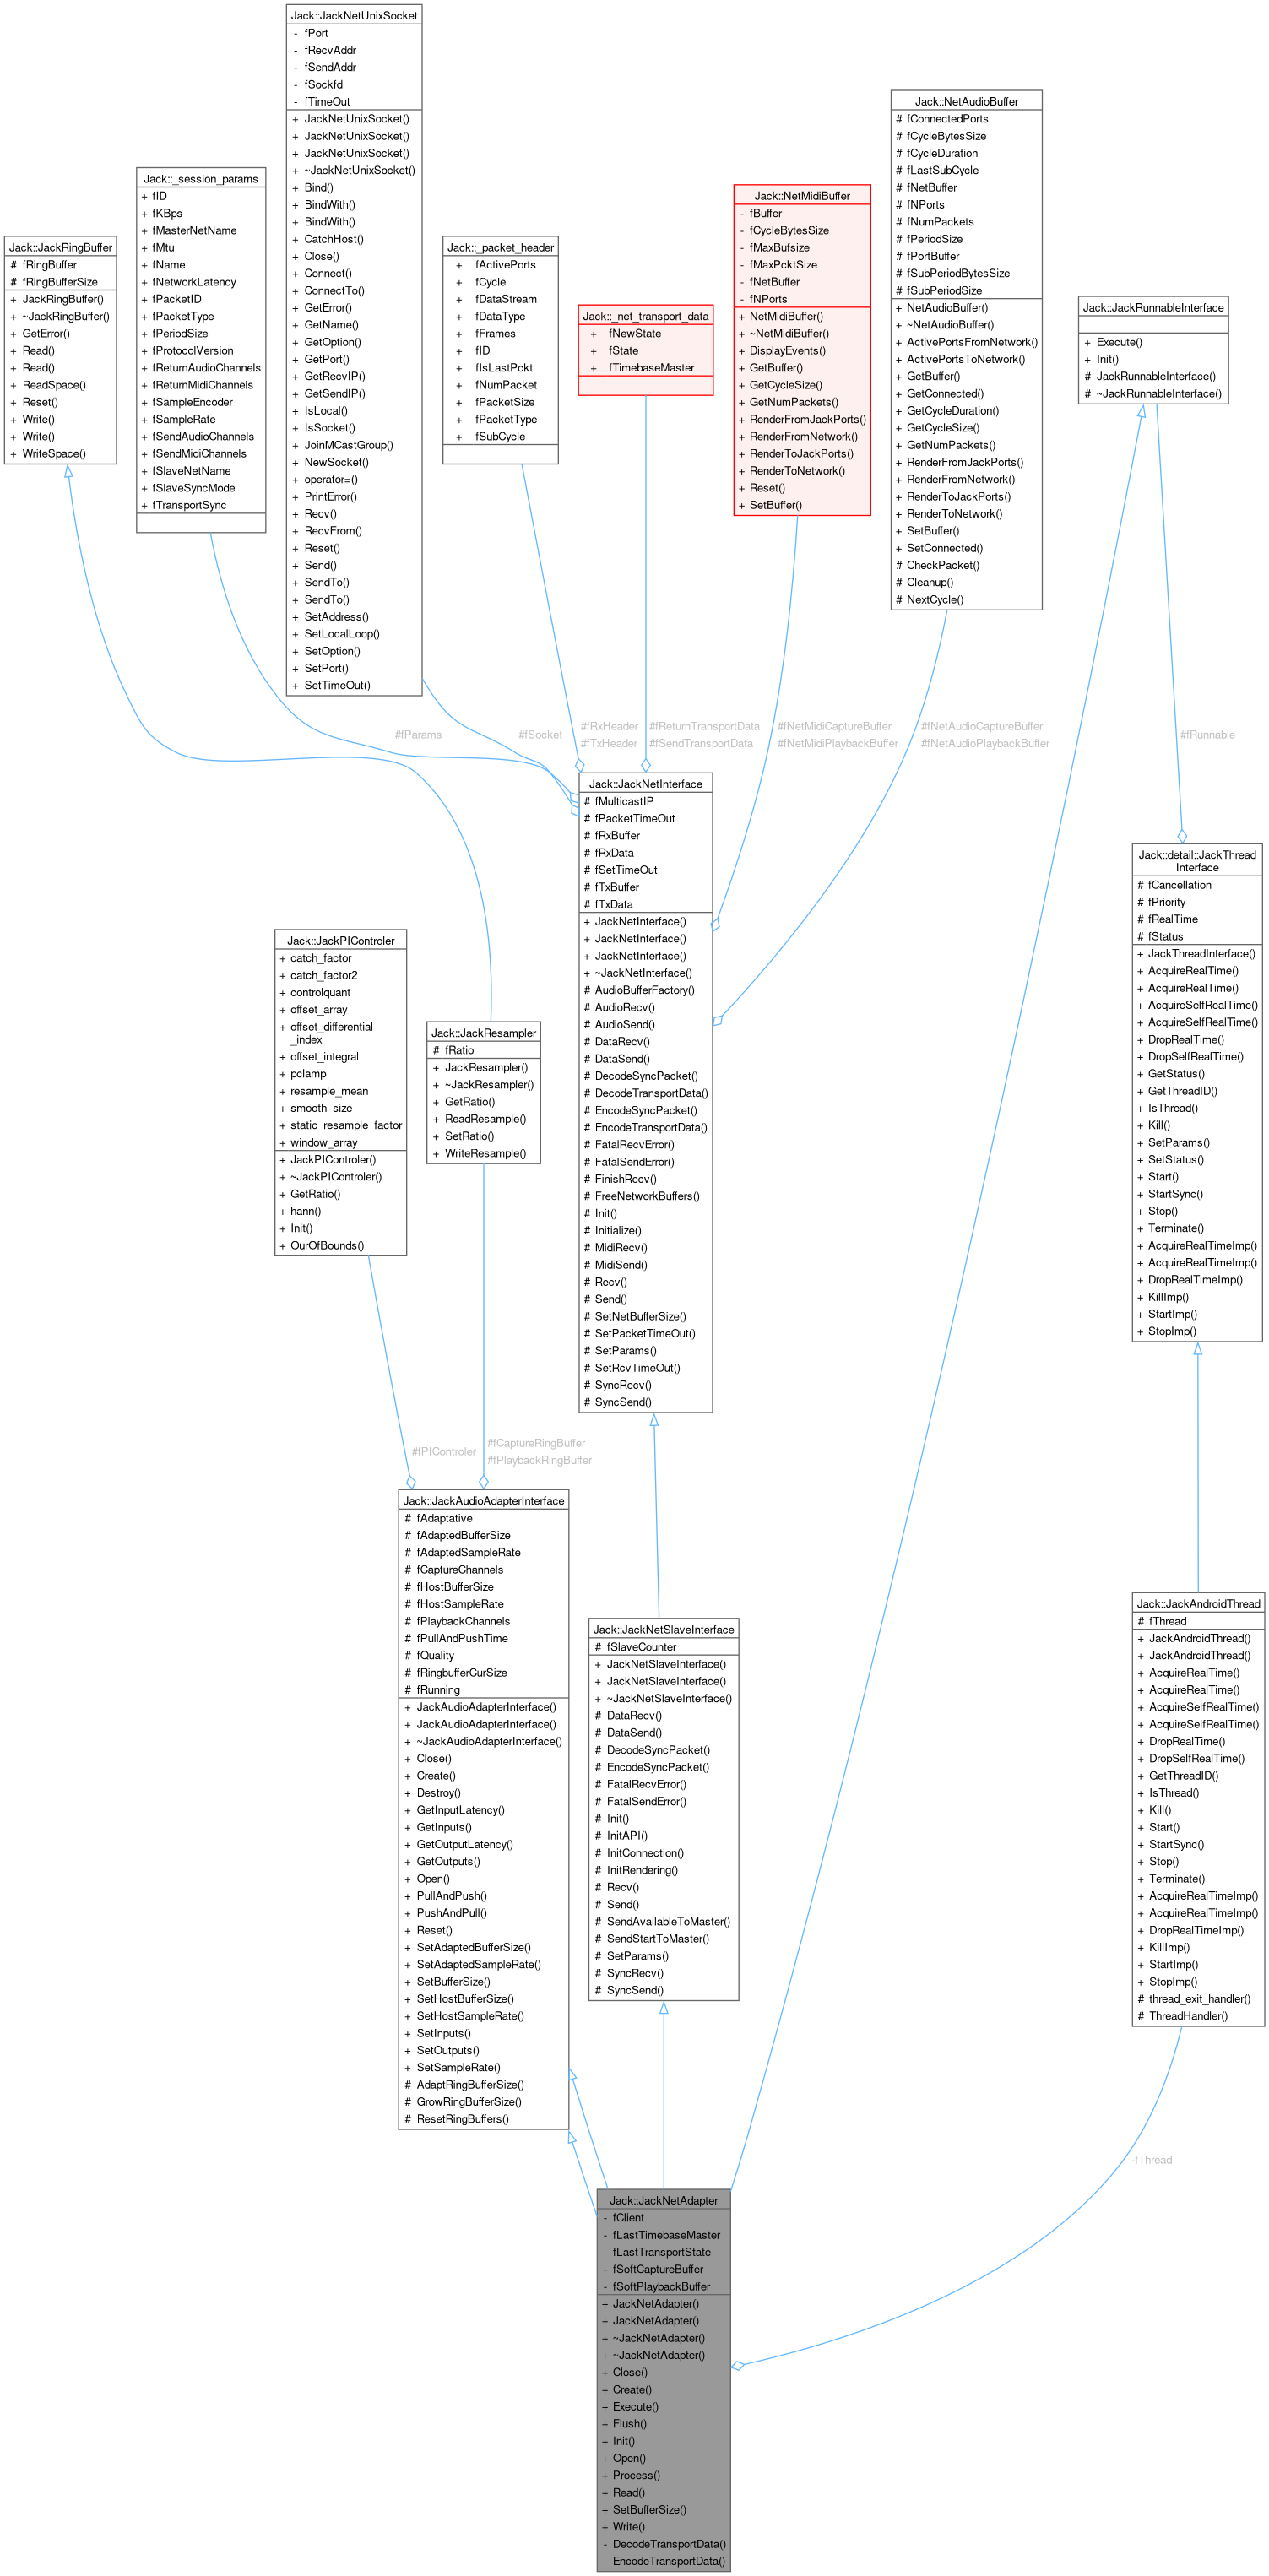 Jack::JackNetUnixSocket
- fPort
- fRecvAddr
- fSendAddr
- fSockfd
- fTimeOut
+ JackNetUnixSocket()
+ JackNetUnixSocket()
+ JackNetUnixSocket()
+ ~JackNetUnixSocket()
+ Bind()
+ BindWith()
+ BindWith()
+ CatchHost()
+ Close()
+ Connect()
+ ConnectTo()
+ GetError()
+ GetName()
+ GetOption()
+ GetPort()
+ GetRecvIP()
+ GetSendIP()
+ IsLocal()
+ IsSocket()
+ JoinMCastGroup()
+ NewSocket()
+ operator=()
+ PrintError()
+ Recv()
+ RecvFrom()
+ Reset()
+ Send()
+ SendTo()
+ SendTo()
+ SetAddress()
+ SetLocalLoop()
+ SetOption()
+ SetPort()
+ SetTimeOut()
Jack::NetAudioBuffer
# fConnectedPorts
# fCycleBytesSize
# fCycleDuration
# fLastSubCycle
# fNetBuffer
# fNPorts
# fNumPackets
# fPeriodSize
# fPortBuffer
# fSubPeriodBytesSize
# fSubPeriodSize
+ NetAudioBuffer()
+ ~NetAudioBuffer()
+ ActivePortsFromNetwork()
+ ActivePortsToNetwork()
+ GetBuffer()
+ GetConnected()
+ GetCycleDuration()
+ GetCycleSize()
+ GetNumPackets()
+ RenderFromJackPorts()
+ RenderFromNetwork()
+ RenderToJackPorts()
+ RenderToNetwork()
+ SetBuffer()
+ SetConnected()
# CheckPacket()
# Cleanup()
# NextCycle()
Jack::_session_params
+ fID
+ fKBps
+ fMasterNetName
+ fMtu
+ fName
+ fNetworkLatency
+ fPacketID
+ fPacketType
+ fPeriodSize
+ fProtocolVersion
+ fReturnAudioChannels
+ fReturnMidiChannels
+ fSampleEncoder
+ fSampleRate
+ fSendAudioChannels
+ fSendMidiChannels
+ fSlaveNetName
+ fSlaveSyncMode
+ fTransportSync
Jack::NetMidiBuffer
- fBuffer
- fCycleBytesSize
- fMaxBufsize
- fMaxPcktSize
- fNetBuffer
- fNPorts
+ NetMidiBuffer()
+ ~NetMidiBuffer()
+ DisplayEvents()
+ GetBuffer()
+ GetCycleSize()
+ GetNumPackets()
+ RenderFromJackPorts()
+ RenderFromNetwork()
+ RenderToJackPorts()
+ RenderToNetwork()
+ Reset()
+ SetBuffer()
Jack::JackRingBuffer
# fRingBuffer
# fRingBufferSize
+ JackRingBuffer()
+ ~JackRingBuffer()
+ GetError()
+ Read()
+ Read()
+ ReadSpace()
+ Reset()
+ Write()
+ Write()
+ WriteSpace()
Jack::_packet_header
+ fActivePorts
+ fCycle
+ fDataStream
+ fDataType
+ fFrames
+ fID
+ fIsLastPckt
+ fNumPacket
+ fPacketSize
+ fPacketType
+ fSubCycle
Jack::_net_transport_data
+ fNewState
+ fState
+ fTimebaseMaster
Jack::JackRunnableInterface
+ Execute()
+ Init()
# JackRunnableInterface()
# ~JackRunnableInterface()
#fParams
#fSocket
#fRxHeader
#fTxHeader
#fReturnTransportData
#fSendTransportData
#fNetMidiCaptureBuffer
#fNetMidiPlaybackBuffer
#fNetAudioCaptureBuffer
#fNetAudioPlaybackBuffer
#fRunnable
Jack::JackNetInterface
# fMulticastIP
# fPacketTimeOut
# fRxBuffer
# fRxData
# fSetTimeOut
# fTxBuffer
# fTxData
+ JackNetInterface()
+ JackNetInterface()
+ JackNetInterface()
+ ~JackNetInterface()
# AudioBufferFactory()
# AudioRecv()
# AudioSend()
# DataRecv()
# DataSend()
# DecodeSyncPacket()
# DecodeTransportData()
# EncodeSyncPacket()
# EncodeTransportData()
# FatalRecvError()
# FatalSendError()
# FinishRecv()
# FreeNetworkBuffers()
# Init()
# Initialize()
# MidiRecv()
# MidiSend()
# Recv()
# Send()
# SetNetBufferSize()
# SetPacketTimeOut()
# SetParams()
# SetRcvTimeOut()
# SyncRecv()
# SyncSend()
Jack::detail::JackThread
Interface
# fCancellation
# fPriority
# fRealTime
# fStatus
+ JackThreadInterface()
+ AcquireRealTime()
+ AcquireRealTime()
+ AcquireSelfRealTime()
+ AcquireSelfRealTime()
+ DropRealTime()
+ DropSelfRealTime()
+ GetStatus()
+ GetThreadID()
+ IsThread()
+ Kill()
+ SetParams()
+ SetStatus()
+ Start()
+ StartSync()
+ Stop()
+ Terminate()
+ AcquireRealTimeImp()
+ AcquireRealTimeImp()
+ DropRealTimeImp()
+ KillImp()
+ StartImp()
+ StopImp()
Jack::JackPIControler
+ catch_factor
+ catch_factor2
+ controlquant
+ offset_array
+ offset_differential
_index
+ offset_integral
+ pclamp
+ resample_mean
+ smooth_size
+ static_resample_factor
+ window_array
+ JackPIControler()
+ ~JackPIControler()
+ GetRatio()
+ hann()
+ Init()
+ OurOfBounds()
Jack::JackResampler
# fRatio
+ JackResampler()
+ ~JackResampler()
+ GetRatio()
+ ReadResample()
+ SetRatio()
+ WriteResample()
#fPIControler
#fCaptureRingBuffer
#fPlaybackRingBuffer
Jack::JackAudioAdapterInterface
# fAdaptative
# fAdaptedBufferSize
# fAdaptedSampleRate
# fCaptureChannels
# fHostBufferSize
# fHostSampleRate
# fPlaybackChannels
# fPullAndPushTime
# fQuality
# fRingbufferCurSize
# fRunning
+ JackAudioAdapterInterface()
+ JackAudioAdapterInterface()
+ ~JackAudioAdapterInterface()
+ Close()
+ Create()
+ Destroy()
+ GetInputLatency()
+ GetInputs()
+ GetOutputLatency()
+ GetOutputs()
+ Open()
+ PullAndPush()
+ PushAndPull()
+ Reset()
+ SetAdaptedBufferSize()
+ SetAdaptedSampleRate()
+ SetBufferSize()
+ SetHostBufferSize()
+ SetHostSampleRate()
+ SetInputs()
+ SetOutputs()
+ SetSampleRate()
# AdaptRingBufferSize()
# GrowRingBufferSize()
# ResetRingBuffers()
Jack::JackNetSlaveInterface
# fSlaveCounter
+ JackNetSlaveInterface()
+ JackNetSlaveInterface()
+ ~JackNetSlaveInterface()
# DataRecv()
# DataSend()
# DecodeSyncPacket()
# EncodeSyncPacket()
# FatalRecvError()
# FatalSendError()
# Init()
# InitAPI()
# InitConnection()
# InitRendering()
# Recv()
# Send()
# SendAvailableToMaster()
# SendStartToMaster()
# SetParams()
# SyncRecv()
# SyncSend()
Jack::JackAndroidThread
# fThread
+ JackAndroidThread()
+ JackAndroidThread()
+ AcquireRealTime()
+ AcquireRealTime()
+ AcquireSelfRealTime()
+ AcquireSelfRealTime()
+ DropRealTime()
+ DropSelfRealTime()
+ GetThreadID()
+ IsThread()
+ Kill()
+ Start()
+ StartSync()
+ Stop()
+ Terminate()
+ AcquireRealTimeImp()
+ AcquireRealTimeImp()
+ DropRealTimeImp()
+ KillImp()
+ StartImp()
+ StopImp()
# thread_exit_handler()
# ThreadHandler()
-fThread
Jack::JackNetAdapter
- fClient
- fLastTimebaseMaster
- fLastTransportState
- fSoftCaptureBuffer
- fSoftPlaybackBuffer
+ JackNetAdapter()
+ JackNetAdapter()
+ ~JackNetAdapter()
+ ~JackNetAdapter()
+ Close()
+ Create()
+ Execute()
+ Flush()
+ Init()
+ Open()
+ Process()
+ Read()
+ SetBufferSize()
+ Write()
- DecodeTransportData()
- EncodeTransportData()